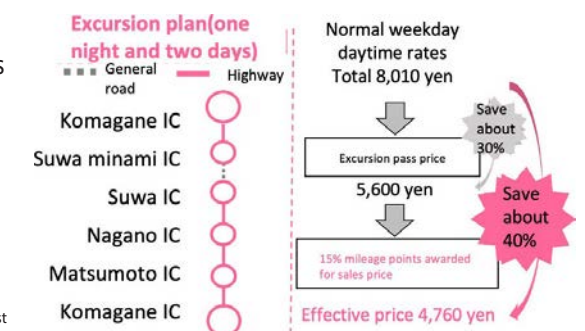 Excursion plan(one
night and two days)
General
road
Highway
Komagane IC
Suwa minami IC
Suwa IC
Nagano IC
Matsumoto IC
Komagane IC
Normal weekday
daytime rates
Total 8,010 yen
Save
about
30%
Excursion pass price
5,600 yen
Save
about
40%
15% mileage points awarded
for sales price
Effective price 4,760 yen
s
st